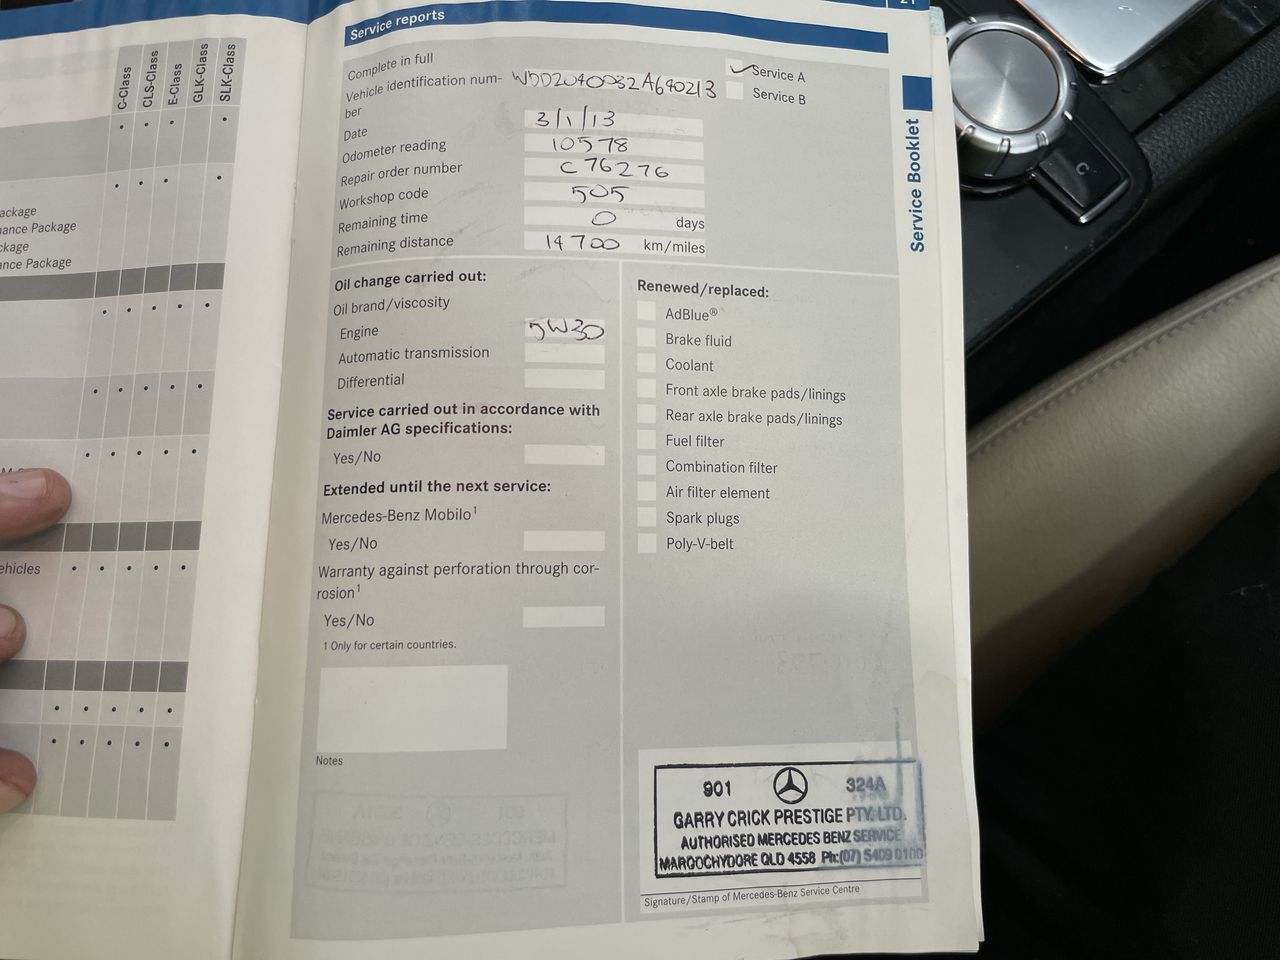 C-Class
CLS-Class
E-Class
GLK-Class
SLK-Class
ackage
nance Package
ckage
ance Package
ehicles
21
Service reports
Complete in full
Vehicle identification num-
ber
WDD2040032A640213
✓ Service A
Service B
Date 3/1/13
Odometer reading 10578
Repair order number C76276
Workshop code 505
Remaining time 0 days
Remaining distance 14700 km/miles
Oil change carried out:
Oil brand/viscosity
Engine 5W30
Automatic transmission
Differential
Service carried out in accordance with
Daimler AG specifications:
Yes/No
Extended until the next service:
Mercedes-Benz Mobilo¹
Yes/No
Warranty against perforation through cor-
rosion¹
Yes/No
1 Only for certain countries.
Notes
Renewed/replaced:
AdBlue®
Brake fluid
Coolant
Front axle brake pads/linings
Rear axle brake pads/linings
Fuel filter
Combination filter
Air filter element
Spark plugs
Poly-V-belt
901 324A
GARRY CRICK PRESTIGE PTY. LTD.
AUTHORISED MERCEDES BENZ SERVICE
MAROOCHYDORE QLD 4558 Ph:(07) 5409 0100
Signature/Stamp of Mercedes-Benz Service Centre
Service Booklet
C